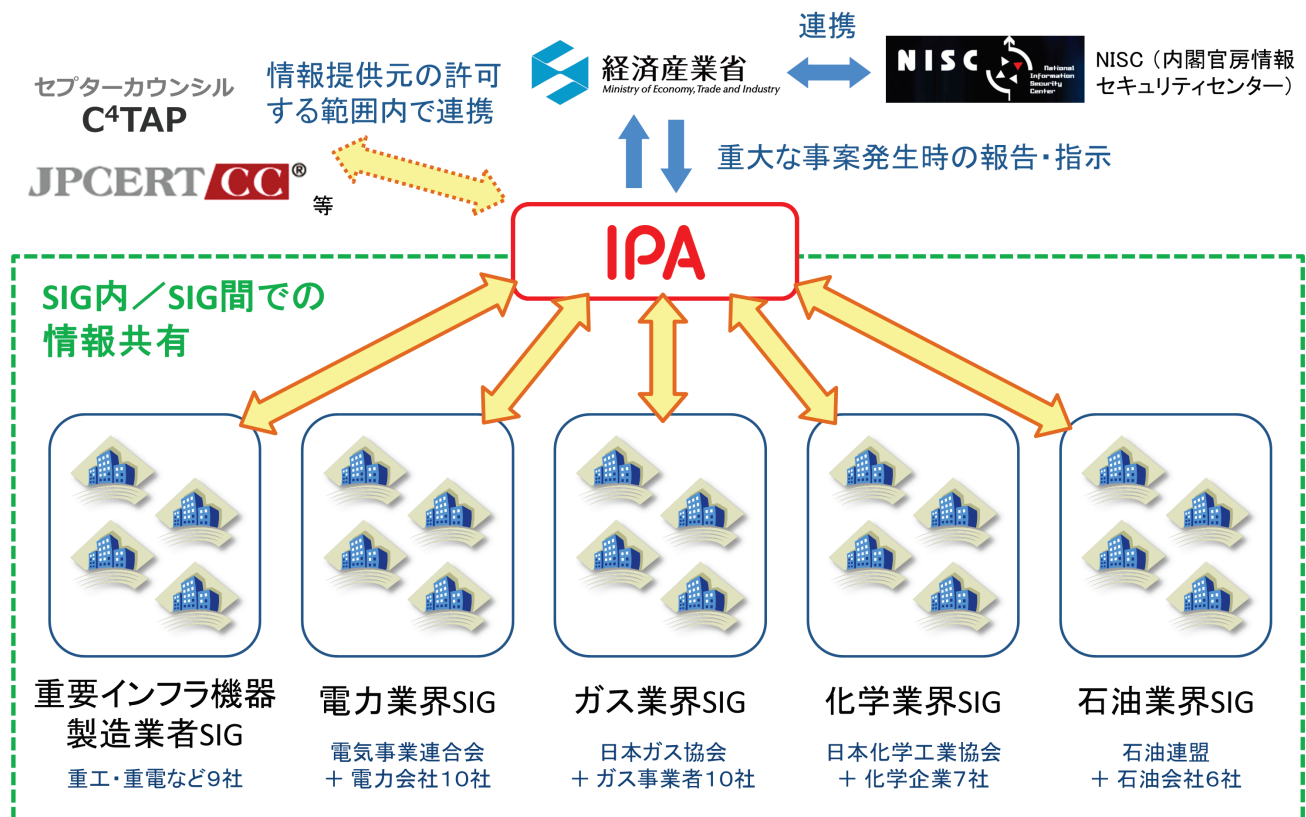 セプターカウンシル
C⁴TAP
JPCERT CC®
等
情報提供元の許可
する範囲内で連携
経済産業省
Ministry of Economy, Trade and Industry
連携
NISC
National
Information
Security
Center
NISC（内閣官房情報
セキュリティセンター）
重大な事案発生時の報告・指示
IPA
SIG内／SIG間での
情報共有
重要インフラ機器
製造業者SIG
重工・重電など９社
電力業界SIG
電気事業連合会
＋ 電力会社１０社
ガス業界SIG
日本ガス協会
＋ ガス事業者１０社
化学業界SIG
日本化学工業協会
＋ 化学企業７社
石油業界SIG
石油連盟
＋ 石油会社６社